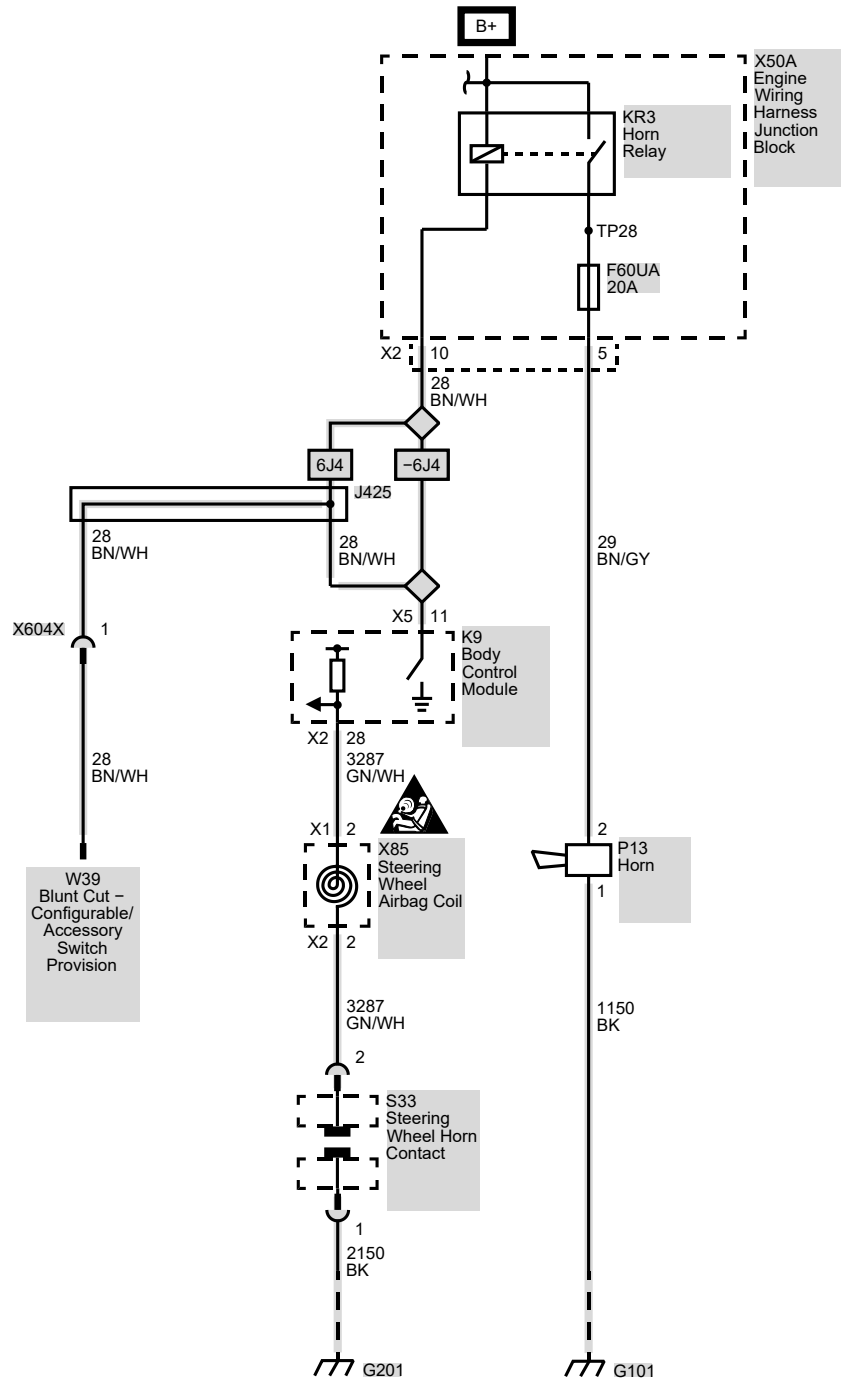 B+
X50A
Engine
Wiring
Harness
Junction
Block
KR3
Horn
Relay
TP28
F60UA
20A
X2
10
5
28
BN/WH
6J4
−6J4
J425
28
BN/WH
28
BN/WH
29
BN/GY
X604X
1
X5
11
K9
Body
Control
Module
X2
28
3287
GN/WH
28
BN/WH
X1
2
X85
Steering
Wheel
Airbag Coil
2
P13
Horn
1
W39
Blunt Cut −
Configurable/
Accessory
Switch
Provision
X2
2
3287
GN/WH
1150
BK
2
S33
Steering
Wheel Horn
Contact
1
2150
BK
G201
G101